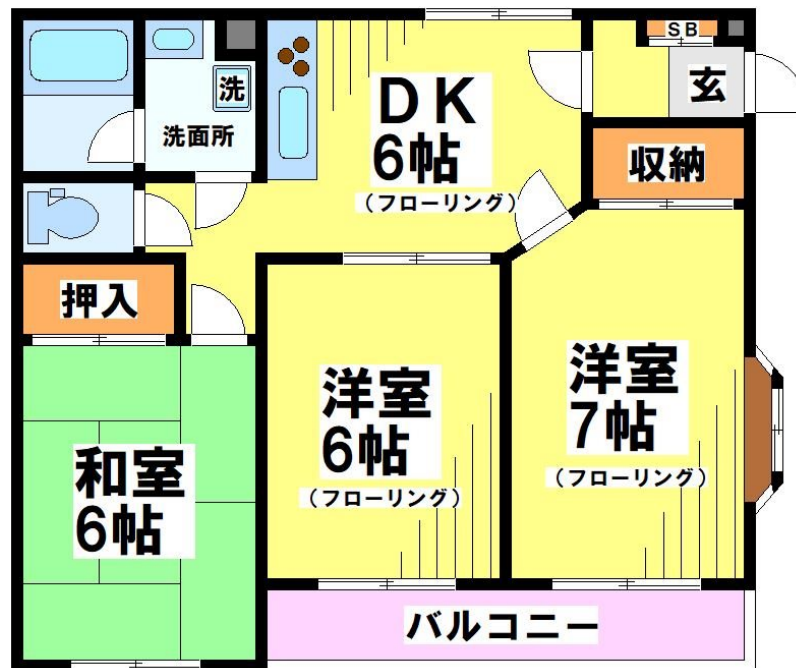 SB
玄
洗
洗面所
DK
6帖
(フローリング)
収納
押入
洋室
6帖
(フローリング)
洋室
7帖
(フローリング)
和室
6帖
バルコニー